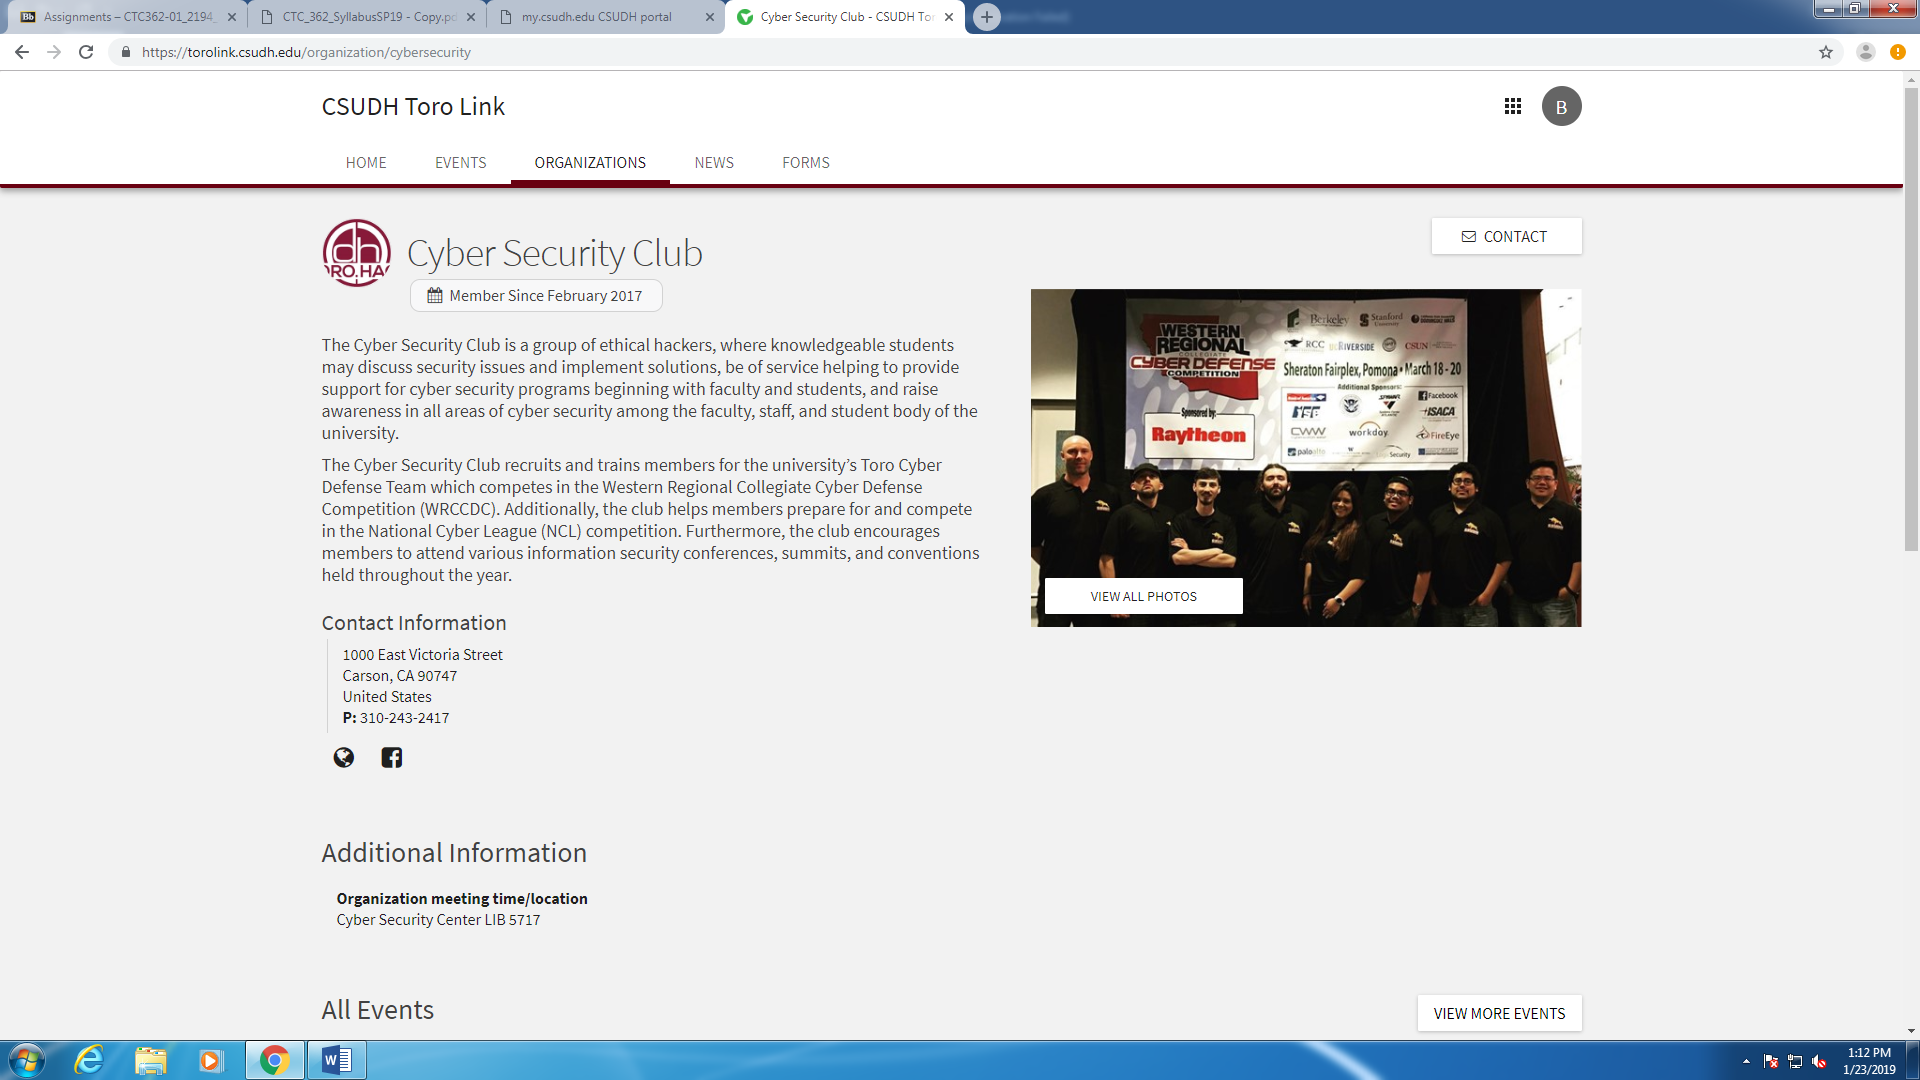 Assignments – CTC362-01_2194_
CTC_362_SyllabusSP19 - Copy.pd
my.csudh.edu CSUDH portal
Cyber Security Club - CSUDH Tor
https://torolink.csudh.edu/organization/cybersecurity
CSUDH Toro Link
B
HOME EVENTS ORGANIZATIONS NEWS FORMS
Cyber Security Club
Member Since February 2017
CONTACT
The Cyber Security Club is a group of ethical hackers, where knowledgeable students
may discuss security issues and implement solutions, be of service helping to provide
support for cyber security programs beginning with faculty and students, and raise
awareness in all areas of cyber security among the faculty, staff, and student body of the
university.
The Cyber Security Club recruits and trains members for the university’s Toro Cyber
Defense Team which competes in the Western Regional Collegiate Cyber Defense
Competition (WRCCDC). Additionally, the club helps members prepare for and compete
in the National Cyber League (NCL) competition. Furthermore, the club encourages
members to attend various information security conferences, summits, and conventions
held throughout the year.
WESTERN
REGIONAL
COLLEGIATE
CYBER DEFENSE
COMPETITION
Sponsored by:
Raytheon
Berkeley
Stanford
University
RCC
UCRIVERSIDE
CSUN
Sheraton Fairplex, Pomona • March 18 - 20
Additional Sponsors:
Facebook
ISACA
workday
FireEye
paloalto
Security
VIEW ALL PHOTOS
Contact Information
1000 East Victoria Street
Carson, CA 90747
United States
P: 310-243-2417
Additional Information
Organization meeting time/location
Cyber Security Center LIB 5717
All Events
VIEW MORE EVENTS
1:12 PM
1/23/2019